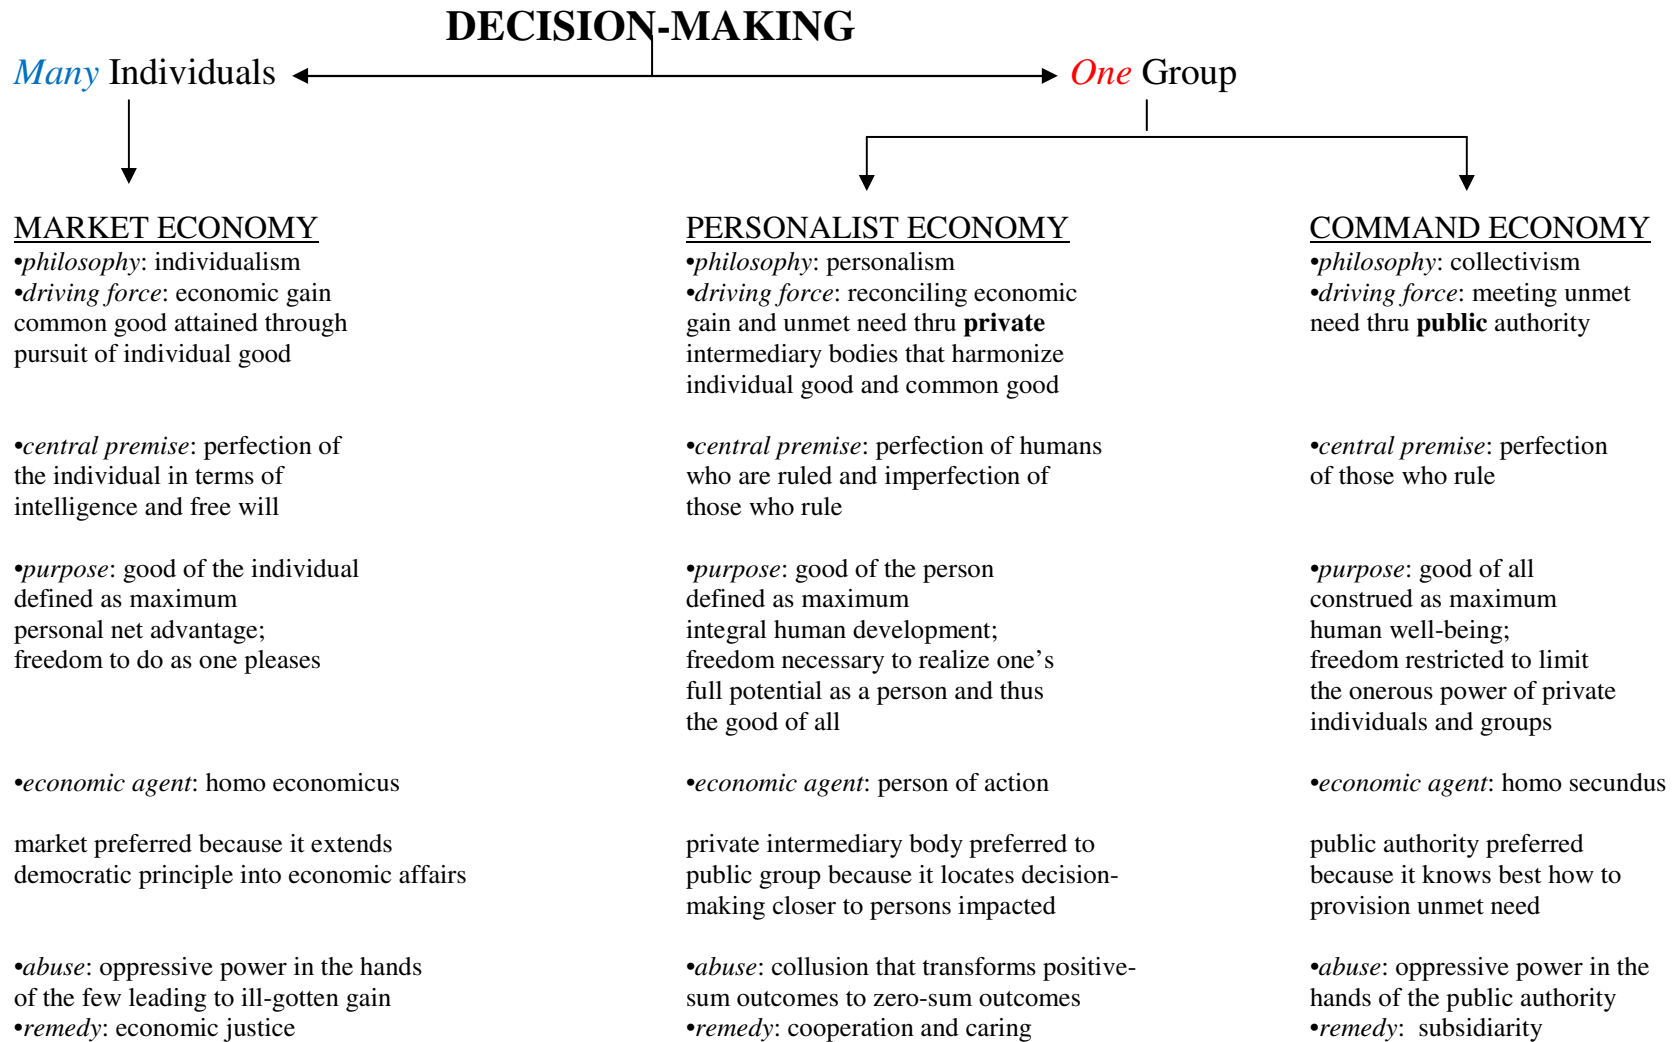 DECISION-MAKING
Many Individuals
One Group
MARKET ECONOMY
•philosophy: individualism
•driving force: economic gain
common good attained through
pursuit of individual good
•central premise: perfection of
the individual in terms of
intelligence and free will
•purpose: good of the individual
defined as maximum
personal net advantage;
freedom to do as one pleases
•economic agent: homo economicus
market preferred because it extends
democratic principle into economic affairs
•abuse: oppressive power in the hands
of the few leading to ill-gotten gain
•remedy: economic justice
PERSONALIST ECONOMY
•philosophy: personalism
•driving force: reconciling economic
gain and unmet need thru private
intermediary bodies that harmonize
individual good and common good
•central premise: perfection of humans
who are ruled and imperfection of
those who rule
•purpose: good of the person
defined as maximum
integral human development;
freedom necessary to realize one’s
full potential as a person and thus
the good of all
•economic agent: person of action
private intermediary body preferred to
public group because it locates decision-
making closer to persons impacted
•abuse: collusion that transforms positive-
sum outcomes to zero-sum outcomes
•remedy: cooperation and caring
COMMAND ECONOMY
•philosophy: collectivism
•driving force: meeting unmet
need thru public authority
•central premise: perfection
of those who rule
•purpose: good of all
construed as maximum
human well-being;
freedom restricted to limit
the onerous power of private
individuals and groups
•economic agent: homo secundus
public authority preferred
because it knows best how to
provision unmet need
•abuse: oppressive power in the
hands of the public authority
•remedy: subsidiarity